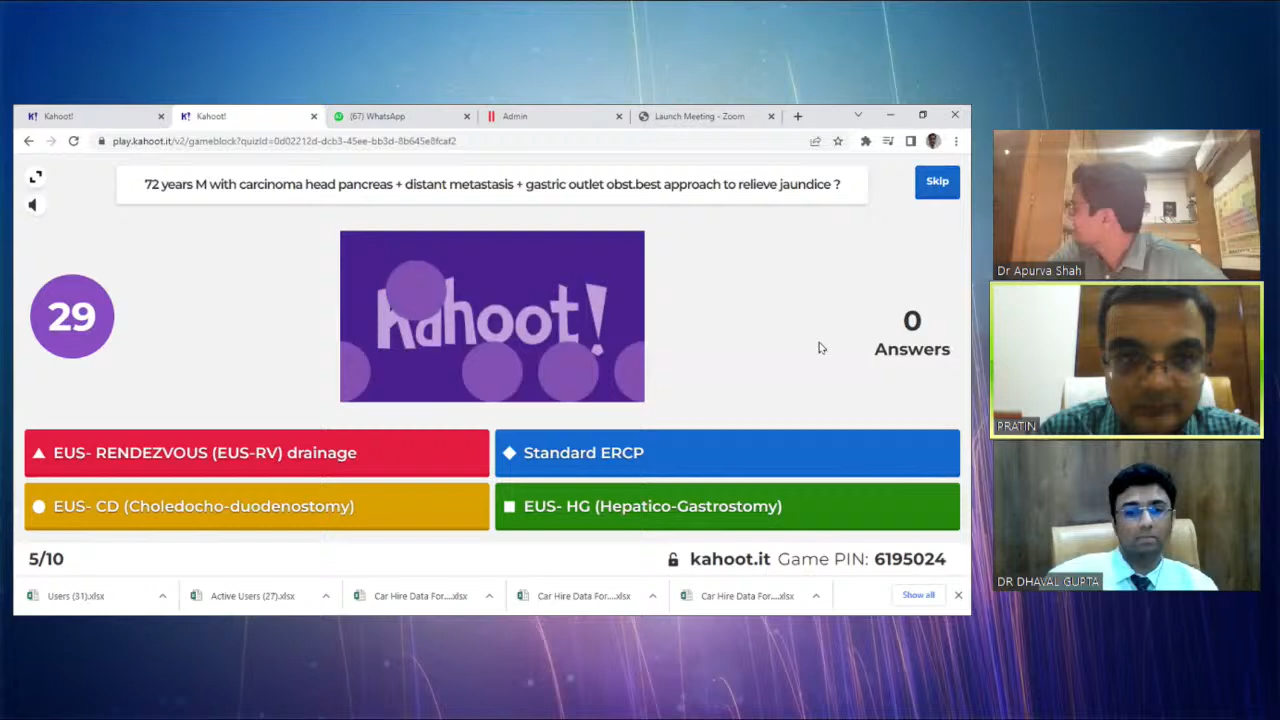 Kahoot!
Kahoot!
(67) WhatsApp
Admin
Launch Meeting - Zoom
play.kahoot.it/v2/gameblock?quizId=0d02212d-dcb3-45ee-bb3d-8b645e8fcaf2
72 years M with carcinoma head pancreas + distant metastasis + gastric outlet obst.best approach to relieve jaundice ?
Skip
29
Kahoot!
0
Answers
EUS- RENDEZVOUS (EUS-RV) drainage
Standard ERCP
EUS- CD (Choledocho-duodenostomy)
EUS- HG (Hepatico-Gastrostomy)
5/10
kahoot.it Game PIN: 6195024
Users (31).xlsx
Active Users (27).xlsx
Car Hire Data For....xlsx
Car Hire Data For....xlsx
Car Hire Data For....xlsx
Show all
Dr Apurva Shah
PRATIN
DR DHAVAL GUPTA